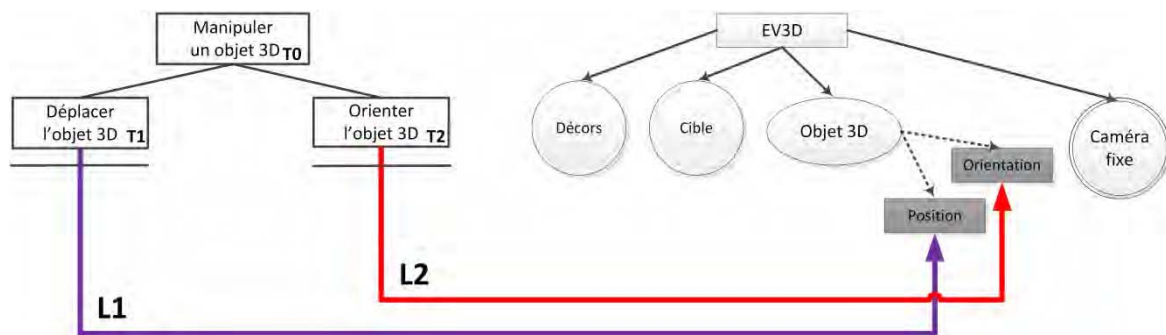 Manipuler
un objet 3D T0
Déplacer
l'objet 3D T1
Orienter
l'objet 3D T2
L1
L2
EV3D
Décors
Cible
Objet 3D
Caméra
fixe
Orientation
Position